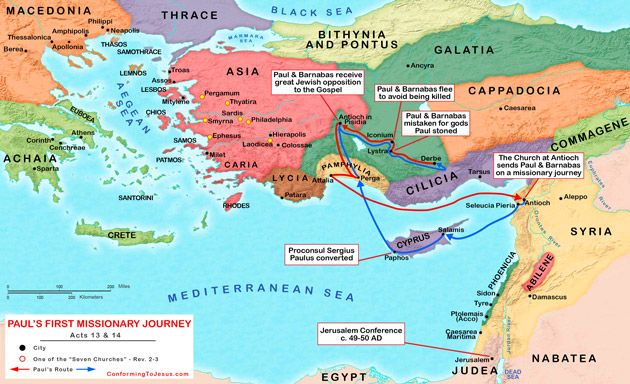 MACEDONIA
THRACE
BLACK SEA
Philippi
Amphipolis
Neapolis
Thessalonica
Apollonia
Berea
THASOS
SAMOTHRACE
MARMARA SEA
BITHYNIA
AND PONTUS
GALATIA
Ancyra
LEMNOS
Troas
Assos
LESBOS
Mitylene
AEGEAN
SEA
ASIA
Paul & Barnabas receive
great Jewish opposition
to the Gospel
Paul & Barnabas flee
to avoid being killed
CAPPADOCIA
Caesarea
Pergamum
Thyatira
Sardis
Smyrna
Philadelphia
CHIOS
EUBOEA
Antioch in
Pisidia
Paul & Barnabas
mistaken for gods
Paul stoned
Iconium
Lystra
Derbe
COMMAGENE
Athens
Corinth
Cenchreae
ACHAIA
Sparta
SAMOS
Ephesus
Hierapolis
Laodicea
Colossae
PATMOS
Milet
CARIA
LYCIA
PAMPHYLIA
Attalia
Perga
Patara
CILICIA
Tarsus
The Church at Antioch
sends Paul & Barnabas
on a missionary journey
SANTORINI
RHODES
Seleucia Pieria
Antioch
Aleppo
Euphrates River
Orontes River
CRETE
Salamis
CYPRUS
Paphos
Proconsul Sergius
Paulus converted
SYRIA
MEDITERRANEAN SEA
PHOENICIA
ABILENE
Sidon
Damascus
Tyre
Ptolemais
(Acco)
Caesarea
Maritima
Jordan River
Jerusalem Conference
c. 49-50 AD
Jerusalem
JUDEA
DEAD
SEA
NABATEA
EGYPT
0 100 200 Miles
0 100 200 Kilometers
PAUL'S FIRST MISSIONARY JOURNEY
Acts 13 & 14
City
One of the "Seven Churches" - Rev. 2-3
Paul's Route
ConformingToJesus.com